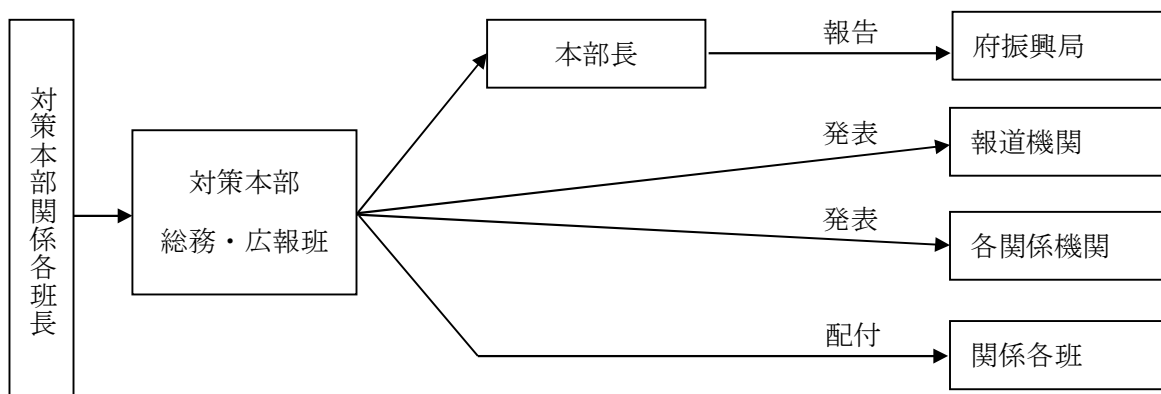 対策本部関係各班長
対策本部
総務・広報班
本部長
報告
府振興局
発表
報道機関
発表
各関係機関
配付
関係各班